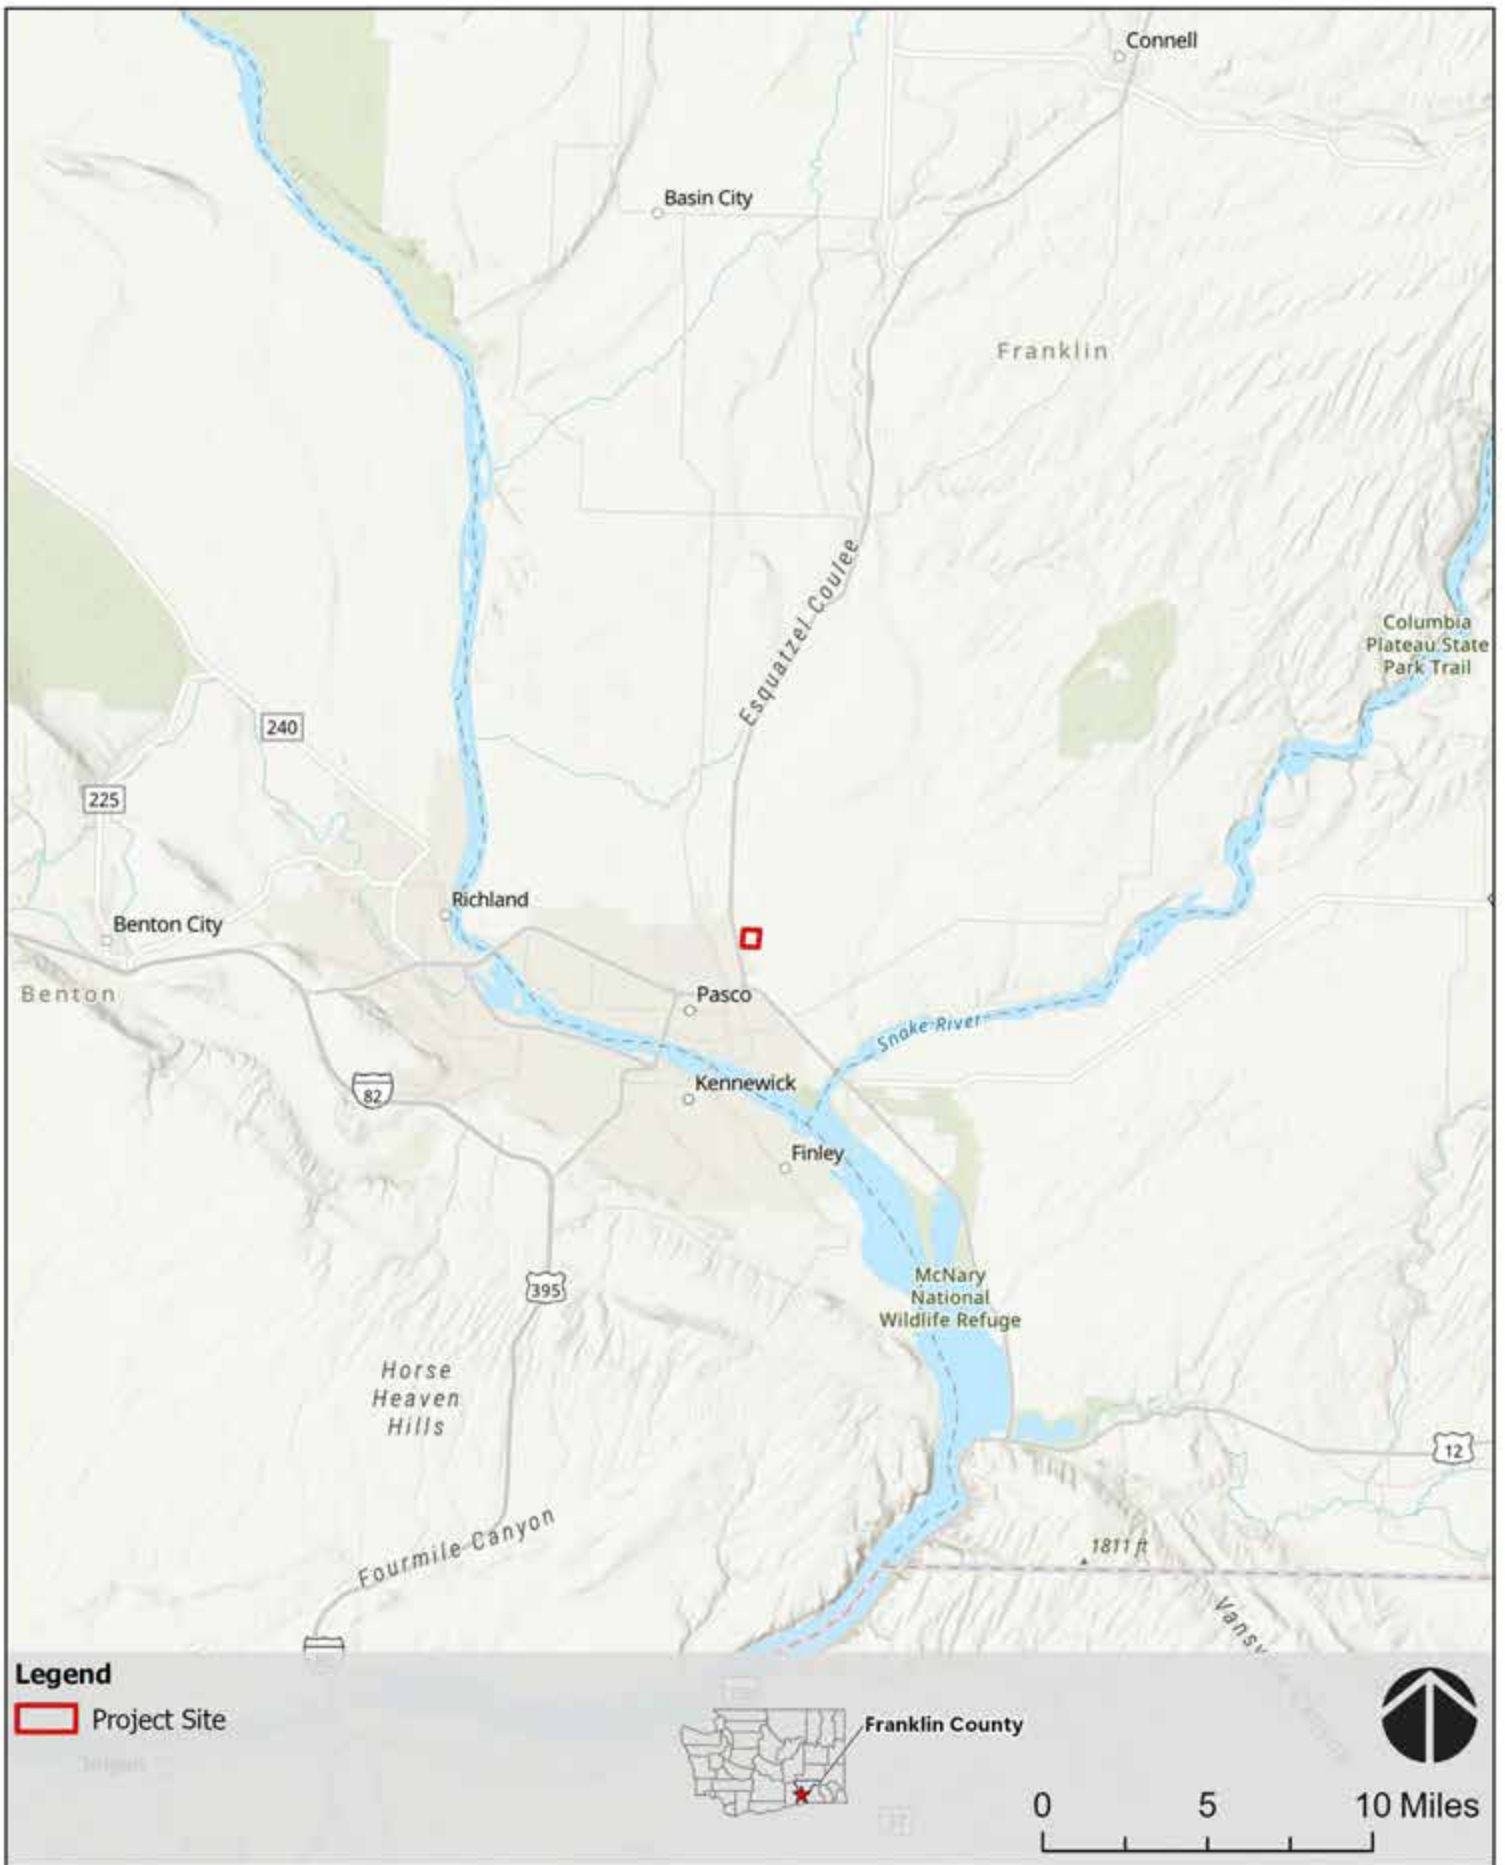 Connell
Basin City
Franklin
Esquatzel Coulee
Columbia
Plateau State
Park Trail
240
225
Richland
Benton City
Benton
Pasco
Snake River
82
Kennewick
Finley
395
McNary
National
Wildlife Refuge
Horse
Heaven
Hills
12
Fourmile Canyon
1811 ft
Legend
Project Site
Franklin County
0 5 10 Miles